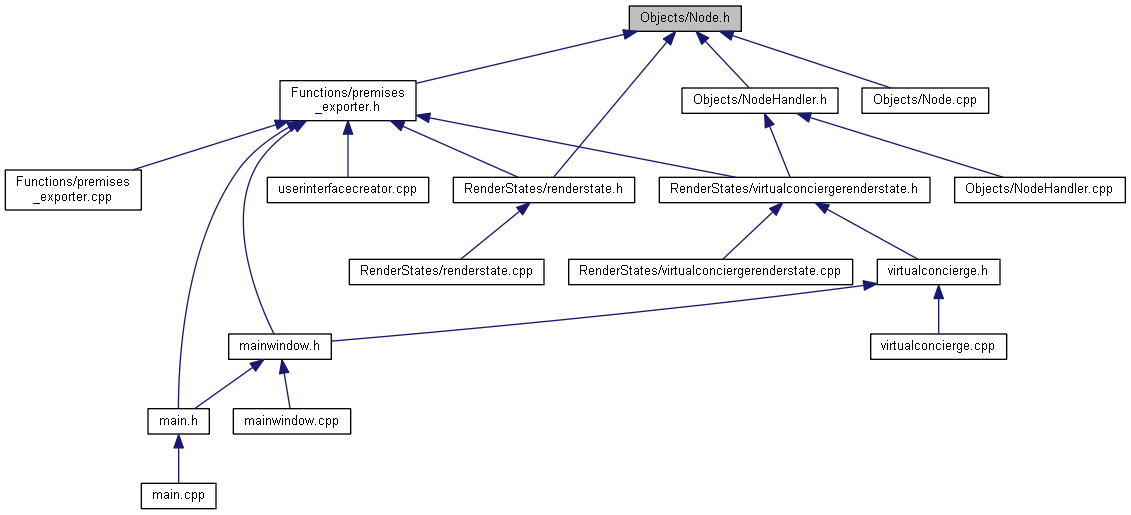 Objects/Node.h
Functions/premises
_exporter.h
Objects/NodeHandler.h
Objects/Node.cpp
Functions/premises
_exporter.cpp
userinterfacecreator.cpp
RenderStates/renderstate.h
RenderStates/virtualconciergerenderstate.h
Objects/NodeHandler.cpp
RenderStates/renderstate.cpp
RenderStates/virtualconciergerenderstate.cpp
virtualconcierge.h
mainwindow.h
virtualconcierge.cpp
main.h
mainwindow.cpp
main.cpp